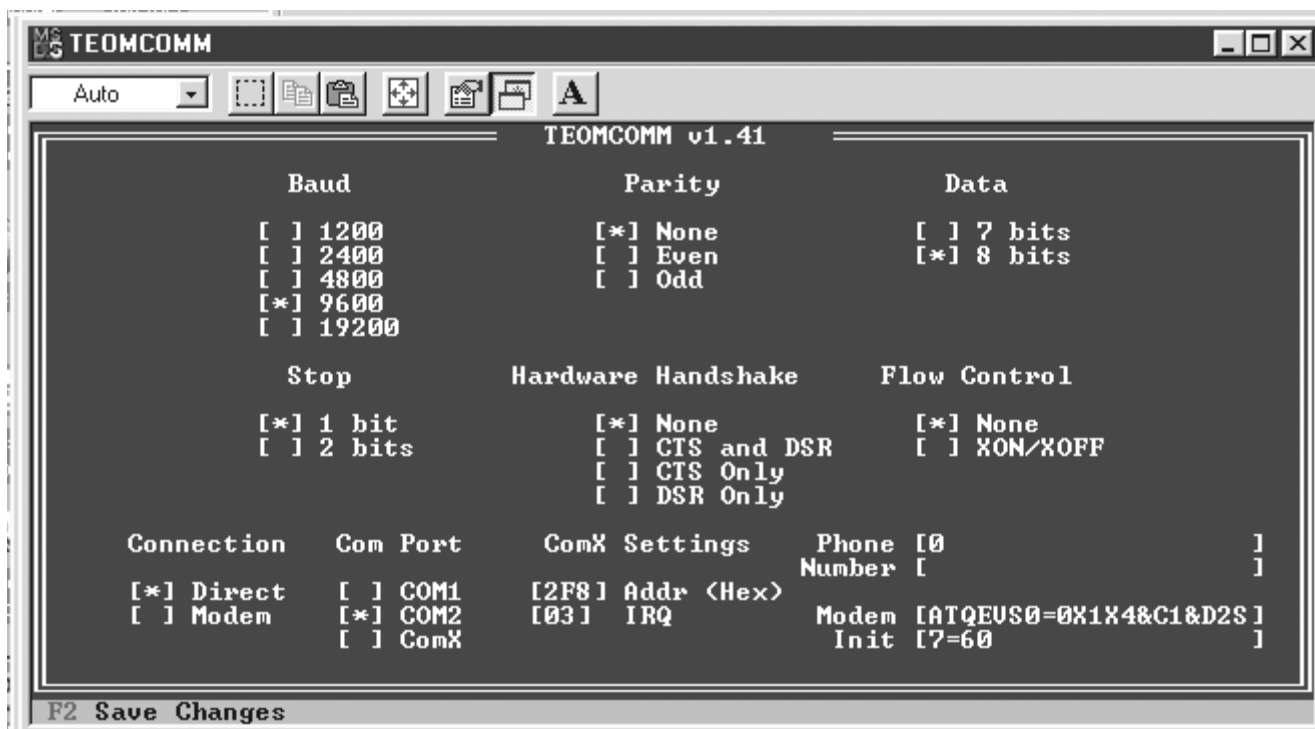 TEOMCOMM
Auto
A
TEOMCOMM v1.41
Baud Parity Data
[ ] 1200 [*] None [ ] 7 bits
[ ] 2400 [ ] Even [*] 8 bits
[ ] 4800 [ ] Odd
[*] 9600
[ ] 19200
Stop Hardware Handshake Flow Control
[*] 1 bit [*] None [*] None
[ ] 2 bits [ ] CTS and DSR [ ] XON/XOFF
[ ] CTS Only
[ ] DSR Only
Connection Com Port ComX Settings Phone [0 ]
Number [ ]
[*] Direct [ ] COM1 [2F8] Addr (Hex)
[ ] Modem [*] COM2 [03] IRQ Modem [ATQEVS0=0X1X4&C1&D2S]
[ ] ComX Init [7=60 ]
F2 Save Changes